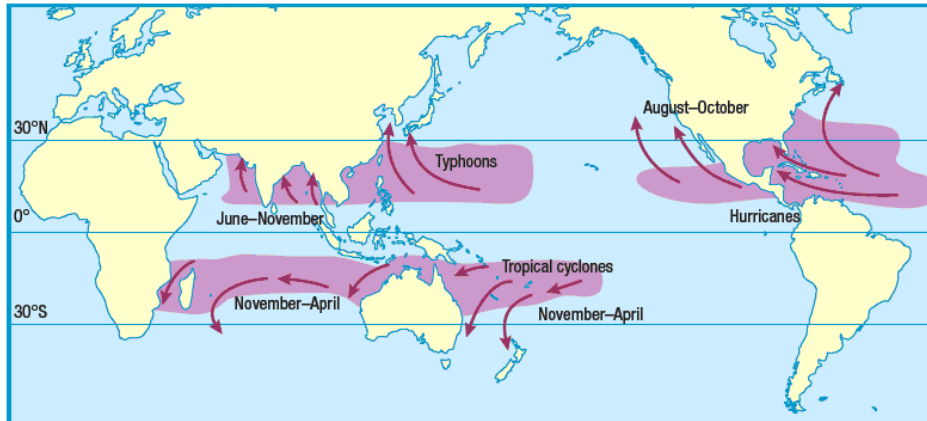 August–October
30°N
Typhoons
June–November
0°
Hurricanes
Tropical cyclones
November–April
30°S
November–April